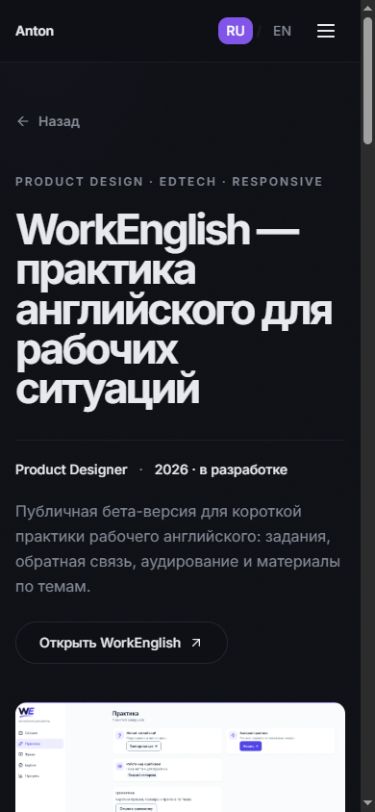 Anton
RU / EN
← Назад
PRODUCT DESIGN · EDTECH · RESPONSIVE
WorkEnglish —
практика
английского для
рабочих
ситуаций
Product Designer · 2026 · в разработке
Публичная бета-версия для короткой
практики рабочего английского: задания,
обратная связь, аудирование и материалы
по темам.
Открыть WorkEnglish ↗
WE
Практика
Практика